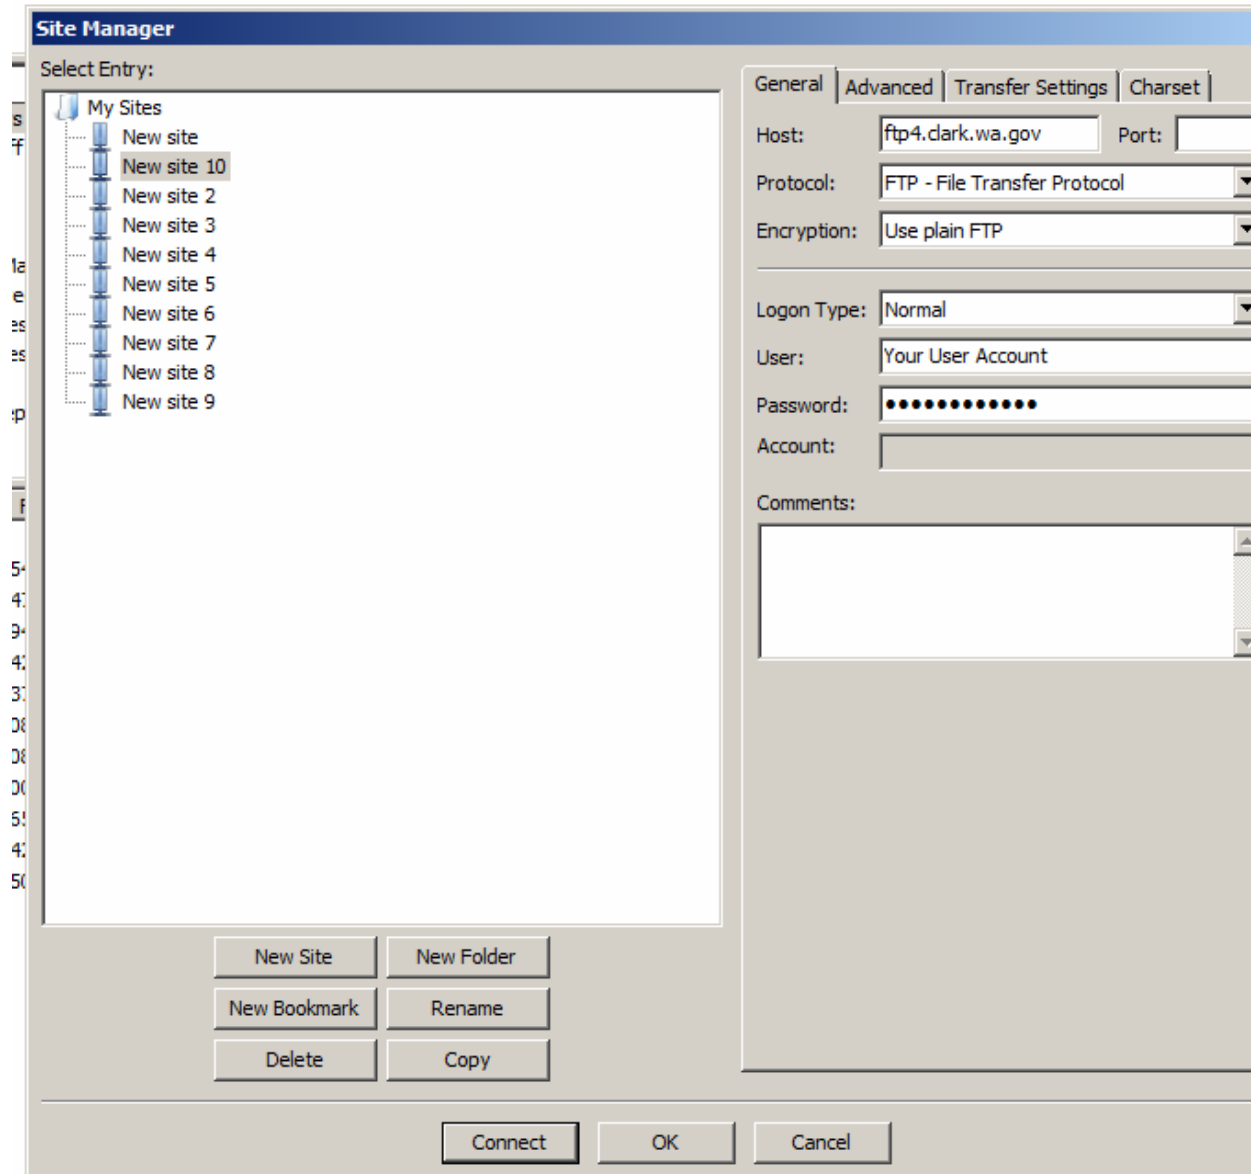 Site Manager
Select Entry:
My Sites
New site
New site 10
New site 2
New site 3
New site 4
New site 5
New site 6
New site 7
New site 8
New site 9
New Site
New Folder
New Bookmark
Rename
Delete
Copy
General
Advanced
Transfer Settings
Charset
Host:
ftp4.clark.wa.gov
Port:
Protocol:
FTP - File Transfer Protocol
Encryption:
Use plain FTP
Logon Type:
Normal
User:
Your User Account
Password:
••••••••••••
Account:
Comments:
Connect
OK
Cancel